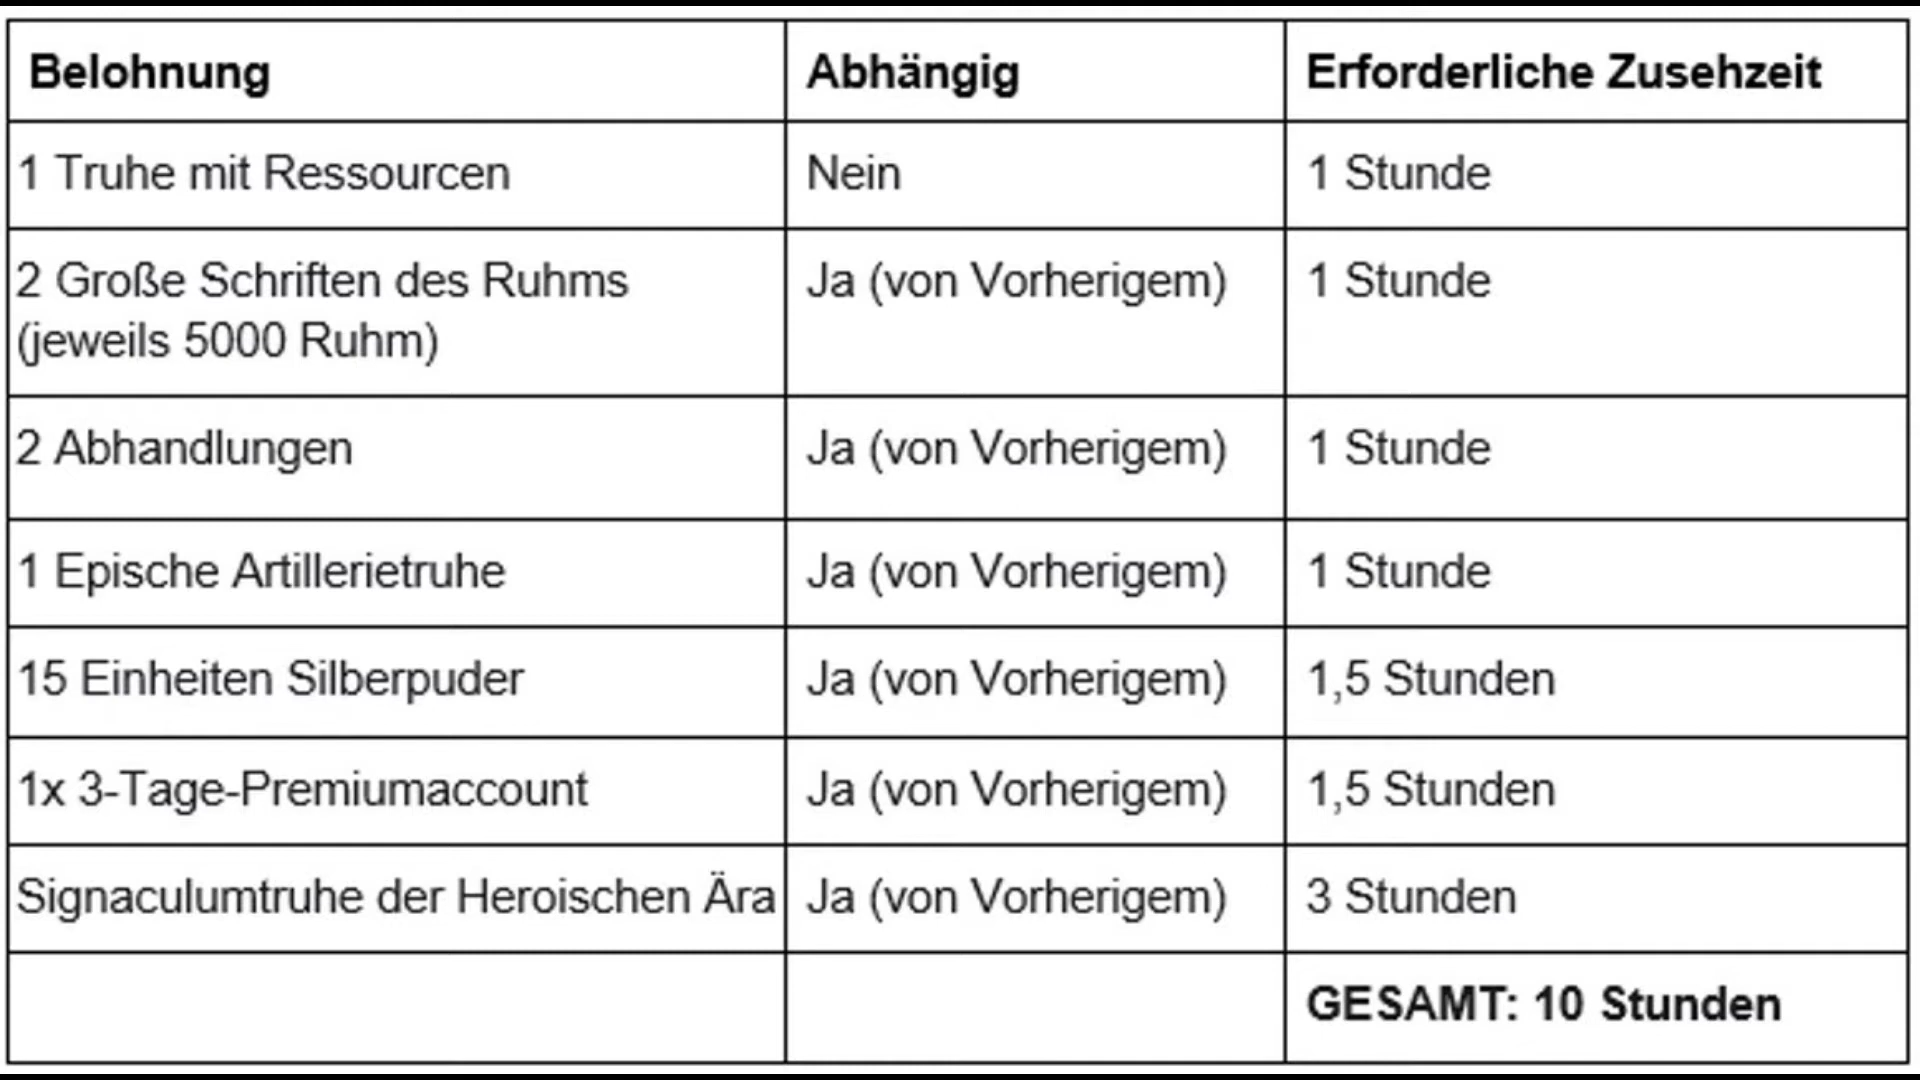 Belohnung Abhängig Erforderliche Zusehzeit
1 Truhe mit Ressourcen Nein 1 Stunde
2 Große Schriften des Ruhms Ja (von Vorherigem) 1 Stunde
(jeweils 5000 Ruhm)
2 Abhandlungen Ja (von Vorherigem) 1 Stunde
1 Epische Artillerietruhe Ja (von Vorherigem) 1 Stunde
15 Einheiten Silberpuder Ja (von Vorherigem) 1,5 Stunden
1x 3-Tage-Premiumaccount Ja (von Vorherigem) 1,5 Stunden
Signaculumtruhe der Heroischen Ära Ja (von Vorherigem) 3 Stunden
GESAMT: 10 Stunden